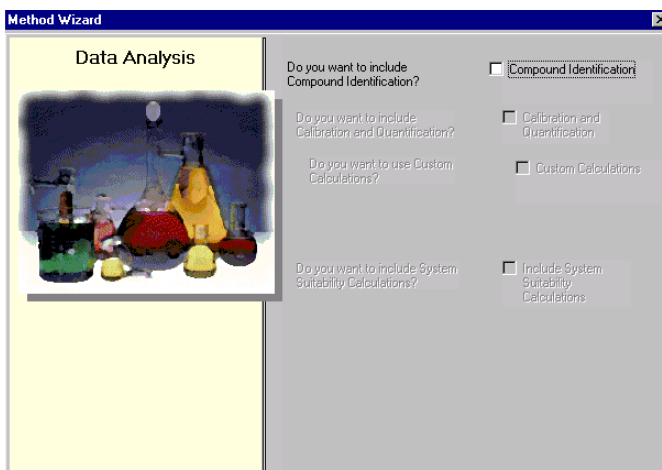 Method Wizard
Data Analysis
Do you want to include
Compound Identification?
Compound Identification
Do you want to include
Calibration and Quantification?
Calibration and
Quantification
Do you want to use Custom
Calculations?
Custom Calculations
Do you want to include System
Suitability Calculations?
Include System
Suitability
Calculations